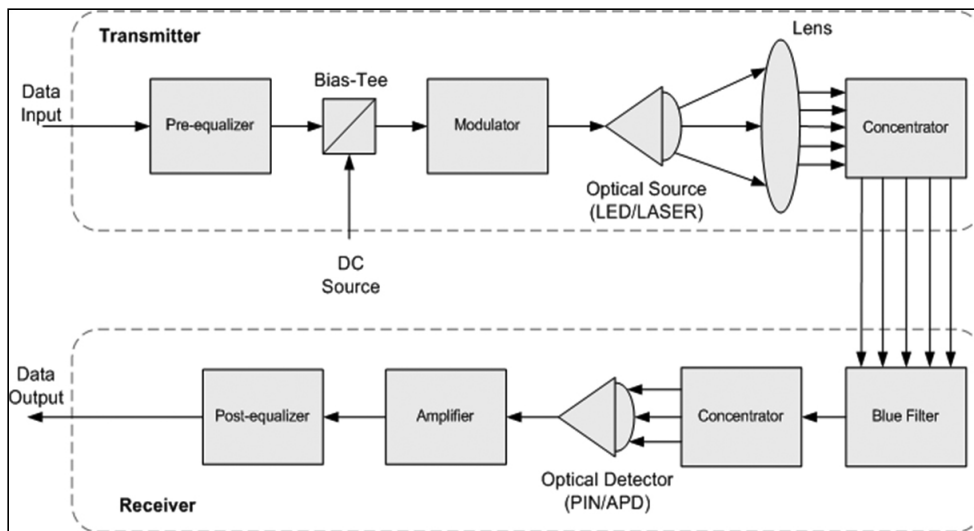 Transmitter
Lens
Data
Input
Pre-equalizer
Bias-Tee
Modulator
Concentrator
Optical Source
(LED/LASER)
DC
Source
Data
Output
Post-equalizer
Amplifier
Optical Detector
(PIN/APD)
Concentrator
Blue Filter
Receiver